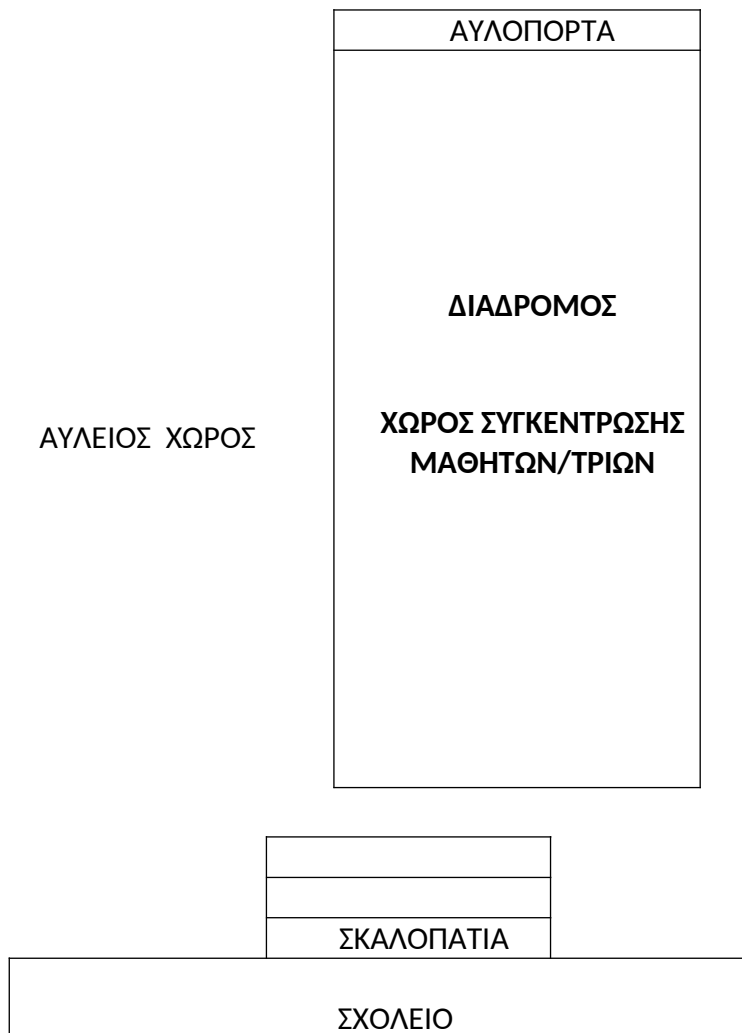 ΑΥΛΟΠΟΡΤΑ
ΔΙΑΔΡΟΜΟΣ
ΑΥΛΕΙΟΣ ΧΩΡΟΣ
ΧΩΡΟΣ ΣΥΓΚΕΝΤΡΩΣΗΣ
ΜΑΘΗΤΩΝ/ΤΡΙΩΝ
ΣΚΑΛΟΠΑΤΙΑ
ΣΧΟΛΕΙΟ